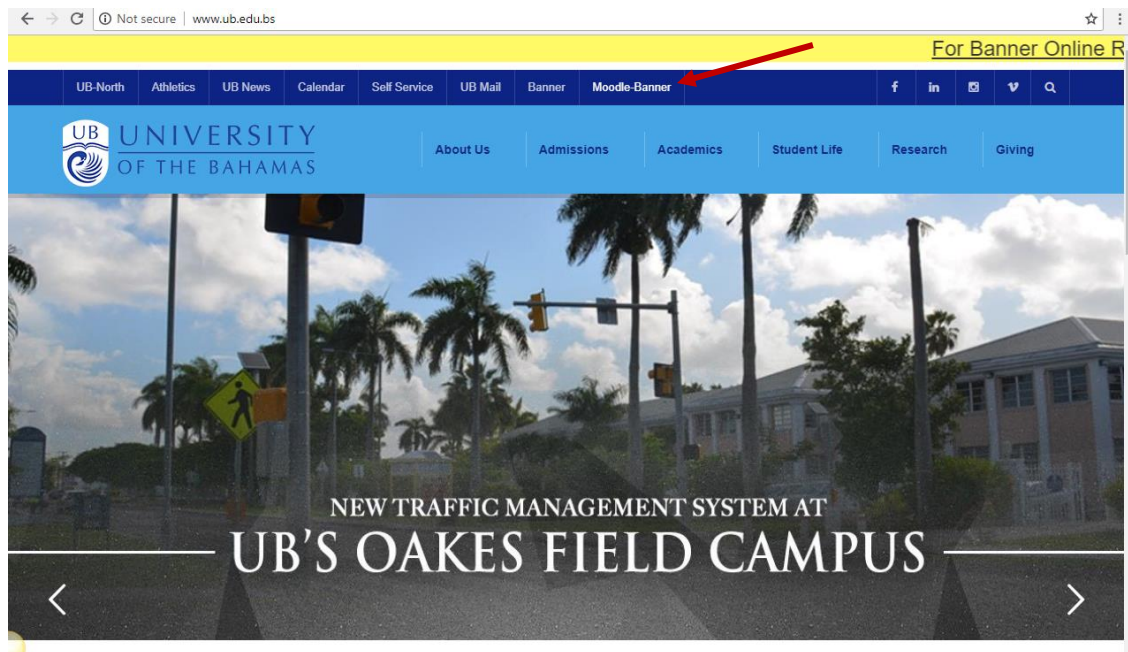 Not secure | www.ub.edu.bs
For Banner Online R
UB-North Athletics UB News Calendar Self Service UB Mail Banner Moodle-Banner f in
UB UNIVERSITY
OF THE BAHAMAS
About Us Admissions Academics Student Life Research Giving
NEW TRAFFIC MANAGEMENT SYSTEM AT
UB'S OAKES FIELD CAMPUS